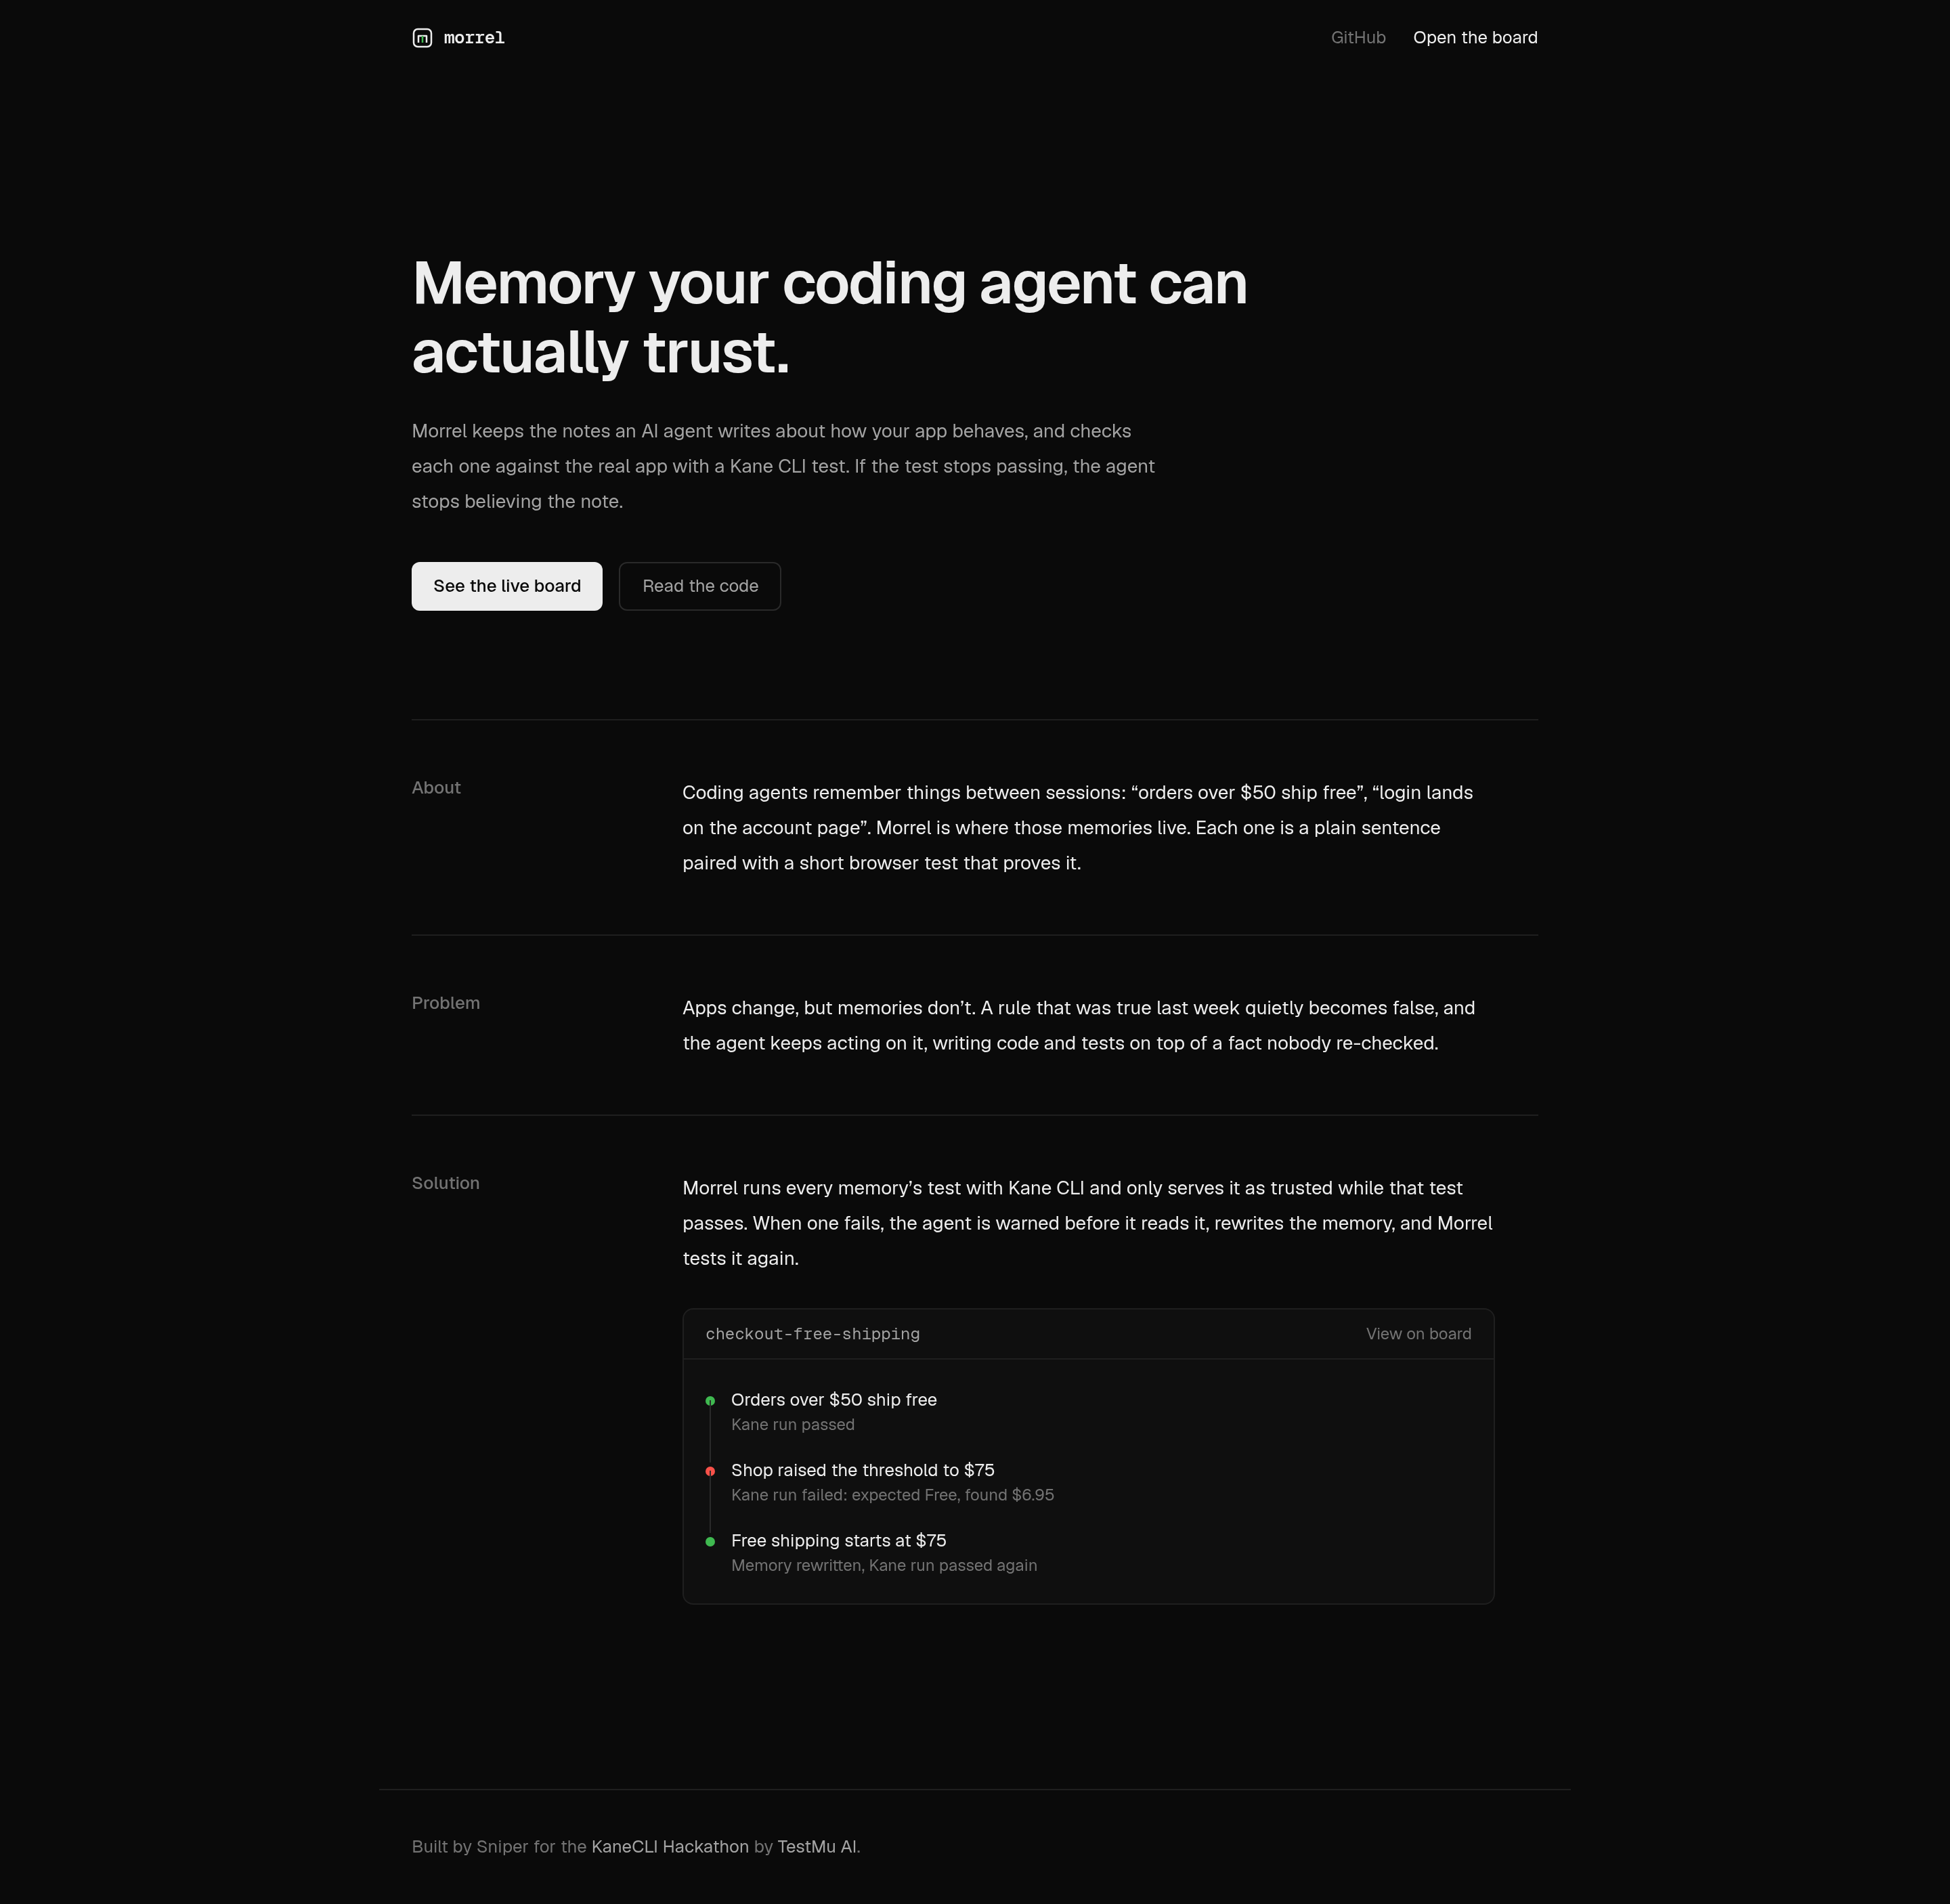 morrel
GitHub
Open the board
Memory your coding agent can
actually trust.
Morrel keeps the notes an AI agent writes about how your app behaves, and checks
each one against the real app with a Kane CLI test. If the test stops passing, the agent
stops believing the note.
See the live board
Read the code
About
Coding agents remember things between sessions: “orders over $50 ship free”, “login lands
on the account page”. Morrel is where those memories live. Each one is a plain sentence
paired with a short browser test that proves it.
Problem
Apps change, but memories don’t. A rule that was true last week quietly becomes false, and
the agent keeps acting on it, writing code and tests on top of a fact nobody re-checked.
Solution
Morrel runs every memory’s test with Kane CLI and only serves it as trusted while that test
passes. When one fails, the agent is warned before it reads it, rewrites the memory, and Morrel
tests it again.
checkout-free-shipping
View on board
Orders over $50 ship free
Kane run passed
Shop raised the threshold to $75
Kane run failed: expected Free, found $6.95
Free shipping starts at $75
Memory rewritten, Kane run passed again
Built by Sniper for the KaneCLI Hackathon by TestMu AI.